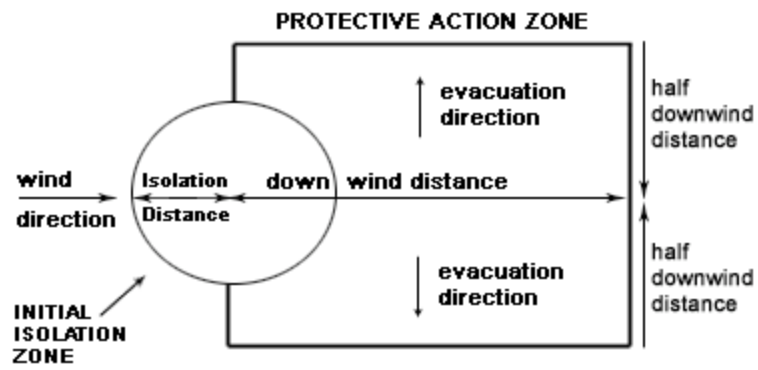 PROTECTIVE ACTION ZONE
evacuation
direction
half
downwind
distance
wind
direction
Isolation
Distance
down wind distance
evacuation
direction
half
downwind
distance
INITIAL
ISOLATION
ZONE